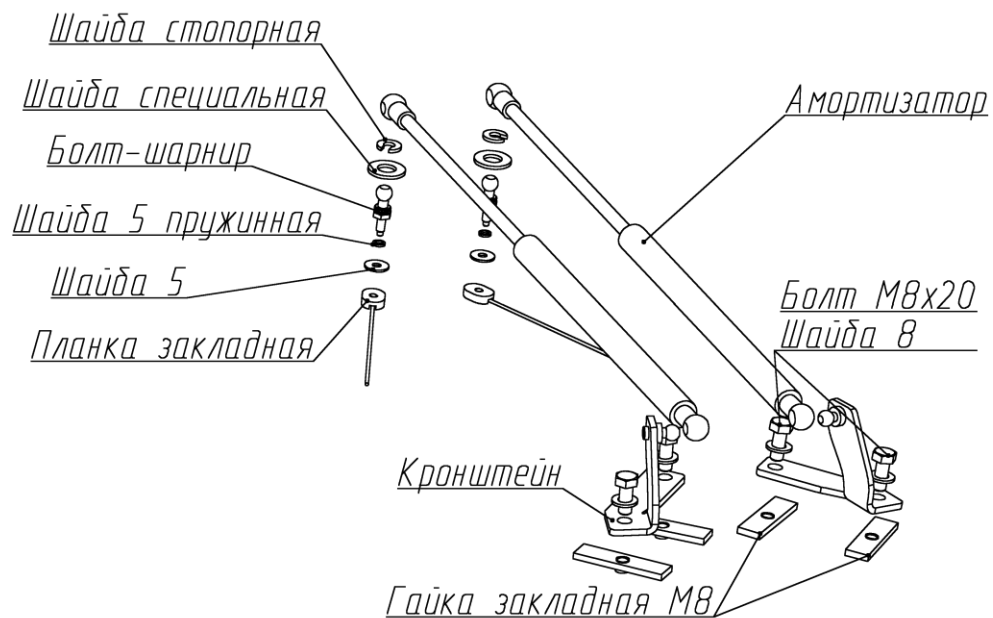 Шайба стопорная
Шайба специальная
Болт-шарнир
Шайба 5 пружинная
Шайба 5
Планка закладная
Амортизатор
Болт М8х20
Шайба 8
Кронштейн
Гайка закладная М8